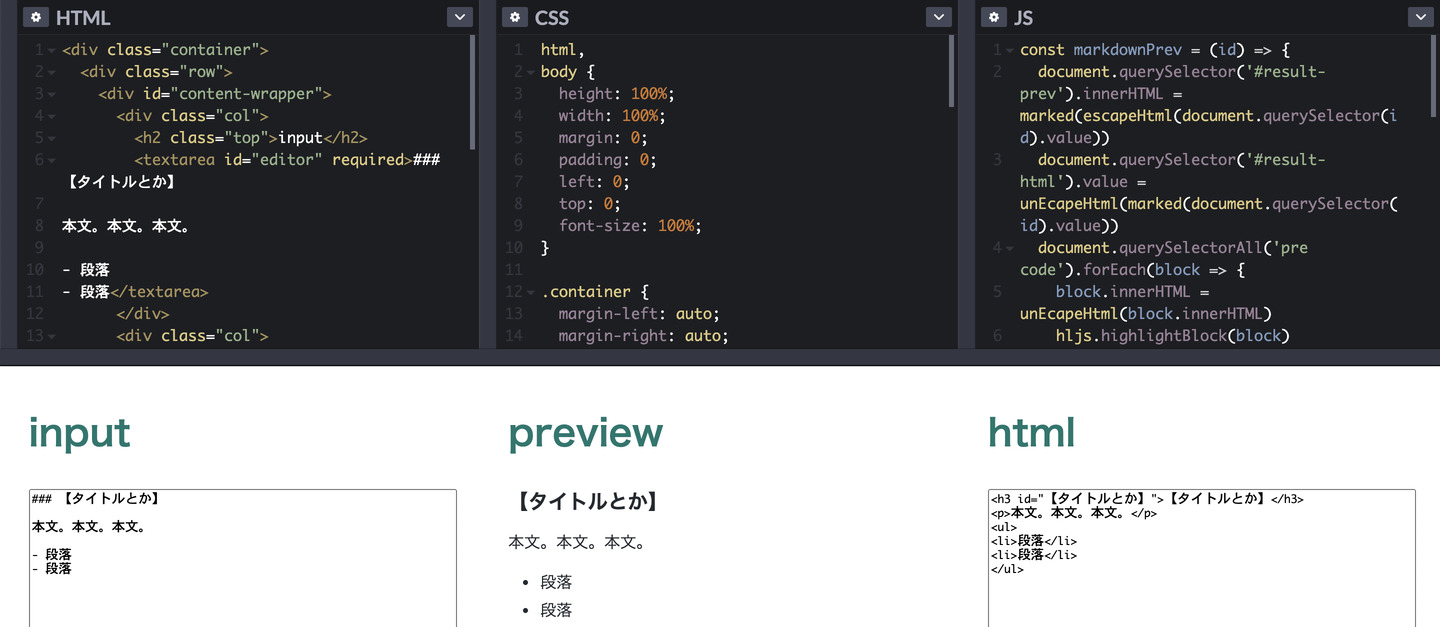 HTML
1 <div class="container">
2 <div class="row">
3 <div id="content-wrapper">
4 <div class="col">
5 <h2 class="top">input</h2>
6 <textarea id="editor" required>###
【タイトルとか】
7
8 本文。本文。本文。
9
10 - 段落
11 - 段落</textarea>
12 </div>
13 <div class="col">
CSS
1 html,
2 body {
3 height: 100%;
4 width: 100%;
5 margin: 0;
6 padding: 0;
7 left: 0;
8 top: 0;
9 font-size: 100%;
10 }
11
12 .container {
13 margin-left: auto;
14 margin-right: auto;
JS
1 const markdownPrev = (id) => {
2 document.querySelector('#result-
prev').innerHTML =
marked(escapeHtml(document.querySelector(i
d).value))
3 document.querySelector('#result-
html').value =
unEcapeHtml(marked(document.querySelector(
id).value))
4 document.querySelectorAll('pre
code').forEach(block => {
5 block.innerHTML =
unEcapeHtml(block.innerHTML)
6 hljs.highlightBlock(block)
input
### 【タイトルとか】
本文。本文。本文。
- 段落
- 段落
preview
【タイトルとか】
本文。本文。本文。
• 段落
• 段落
html
<h3 id="【タイトルとか】">【タイトルとか】</h3>
<p>本文。本文。本文。</p>
<ul>
<li>段落</li>
<li>段落</li>
</ul>